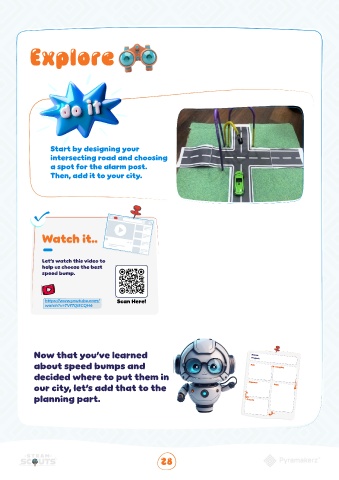 Explore
do it
Start by designing your
intersecting road and choosing
a spot for the alarm post.
Then, add it to your city.
Watch it..
Let's watch this video to
help us choose the best
speed bump.
https://www.youtube.com/
Scan Here!
Now that you've learned
about speed bumps and
decided where to put them in
our city, let's add that to the
planning part.
STEAM
SCOUTS
28